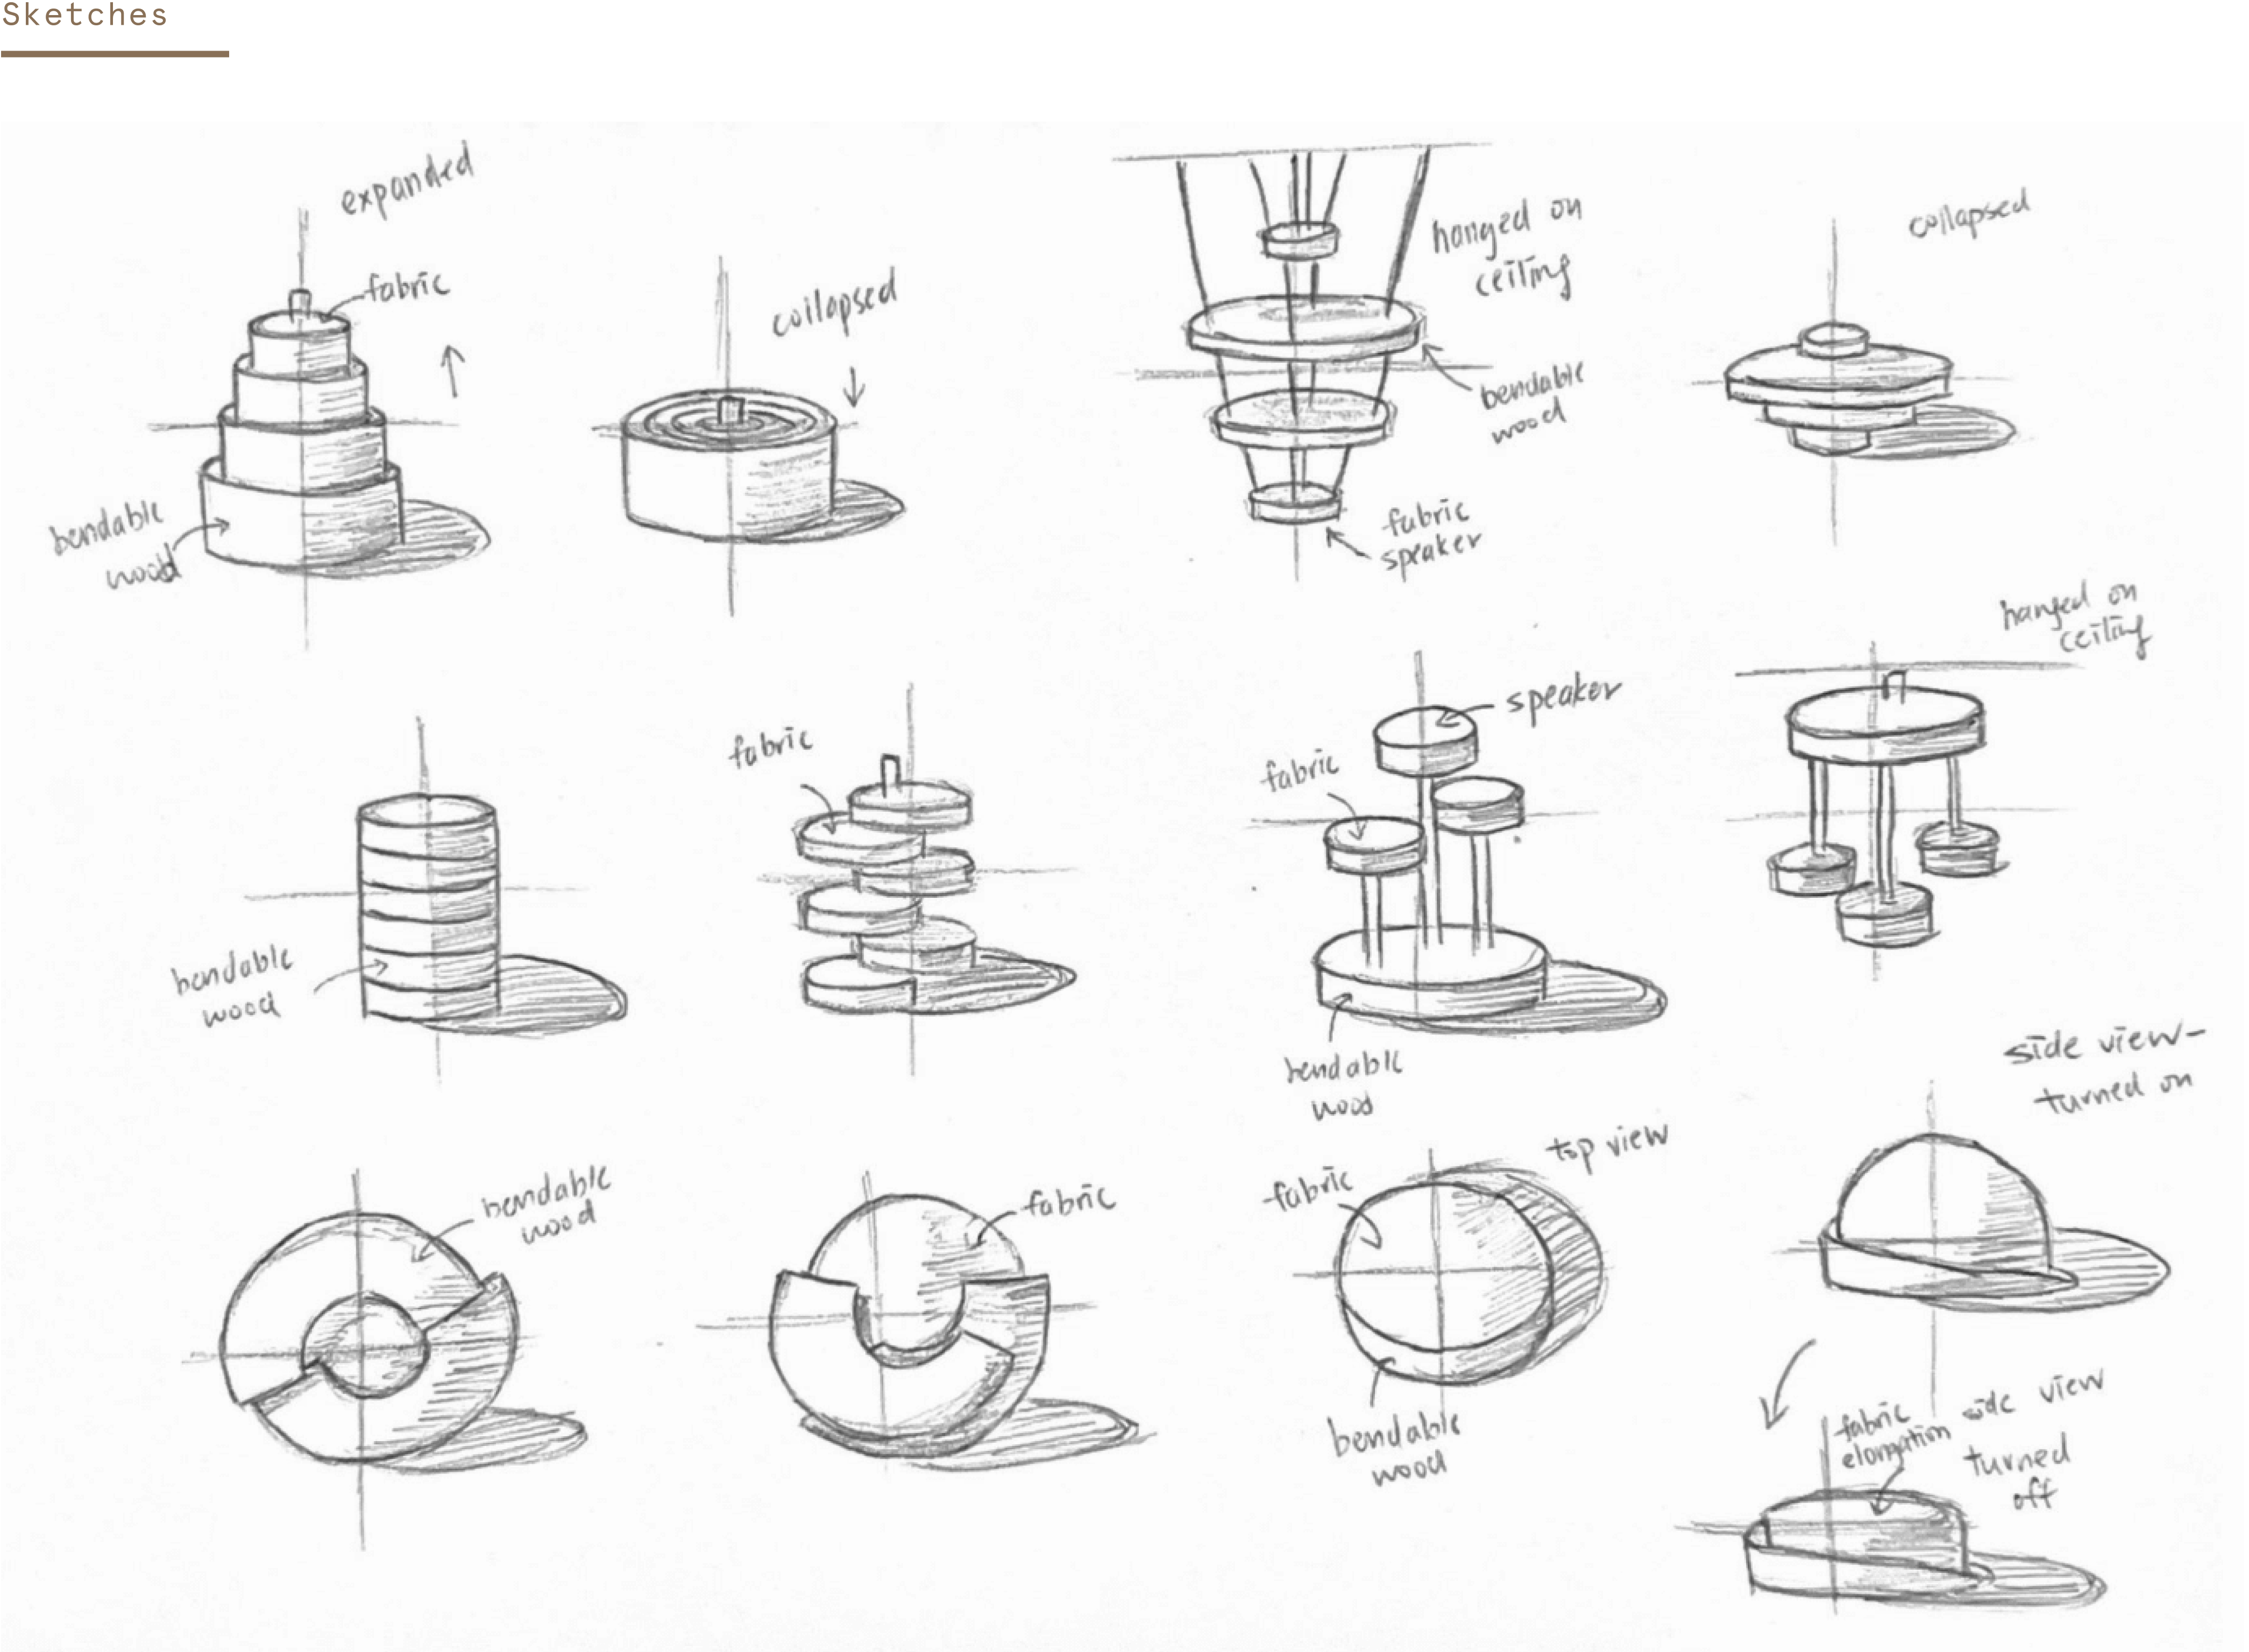 Sketches
expanded
fabric
bendable
wood
collapsed
hanged on
ceiling
bendable
wood
fabric
speaker
collapsed
bendable
wood
fabric
speaker
fabric
bendable
wood
hanged on
ceiling
bendable
wood
fabric
top view
fabric
bendable
wood
side view-
turned on
fabric
elongation
side view
turned
off